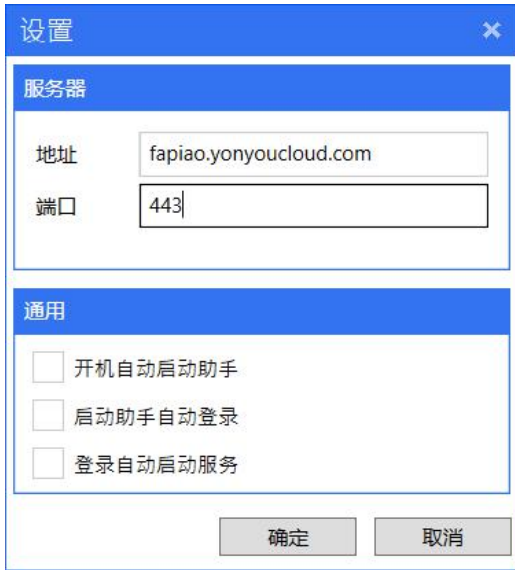 设置
服务器
地址 fapiao.yonyoucloud.com
端口 443
通用
开机自动启动助手
启动助手自动登录
登录自动启动服务
确定 取消